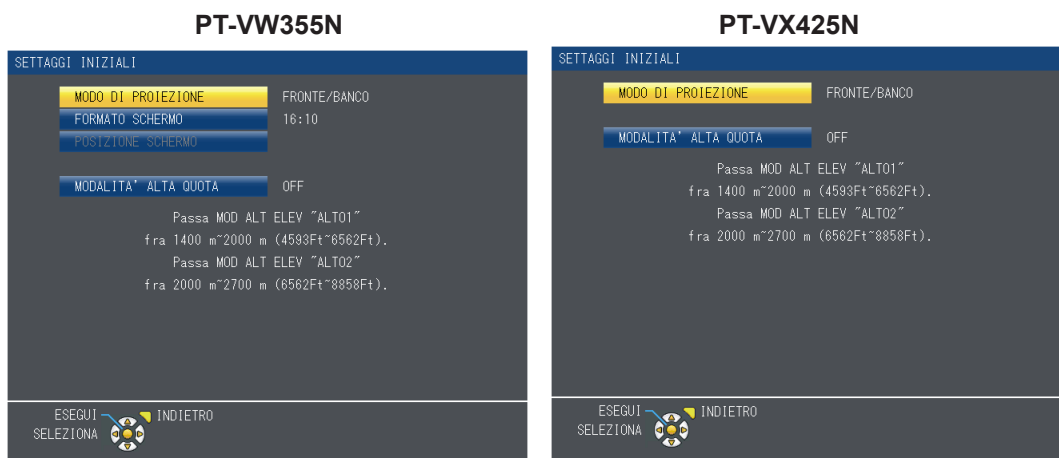 PT-VW355N
SETTAGGI INIZIALI
MODO DI PROIEZIONE FRONTE/BANCO
FORMATO SCHERMO 16:10
POSIZIONE SCHERMO
MODALITA' ALTA QUOTA OFF
Passa MOD ALT ELEV "ALTO1"
fra 1400 m~2000 m (4593Ft~6562Ft).
Passa MOD ALT ELEV "ALTO2"
fra 2000 m~2700 m (6562Ft~8858Ft).
ESEGUI INDIETRO
SELEZIONA
PT-VX425N
SETTAGGI INIZIALI
MODO DI PROIEZIONE FRONTE/BANCO
MODALITA' ALTA QUOTA OFF
Passa MOD ALT ELEV "ALTO1"
fra 1400 m~2000 m (4593Ft~6562Ft).
Passa MOD ALT ELEV "ALTO2"
fra 2000 m~2700 m (6562Ft~8858Ft).
ESEGUI INDIETRO
SELEZIONA